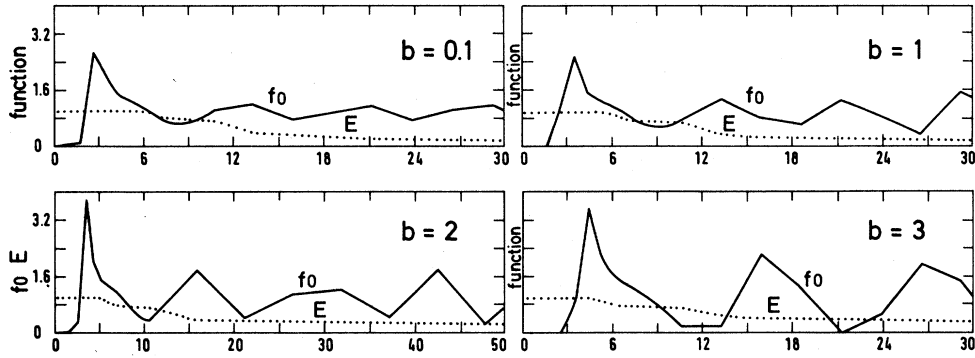 function
3.2
1.6
0
b = 0.1
f0
E
0 6 12 18 24 30
function
b = 1
f0
E
0 6 12 18 24 30
f0 E
3.2
1.6
0
b = 2
f0
E
0 10 20 30 40 50
function
b = 3
f0
E
0 6 12 18 24 30